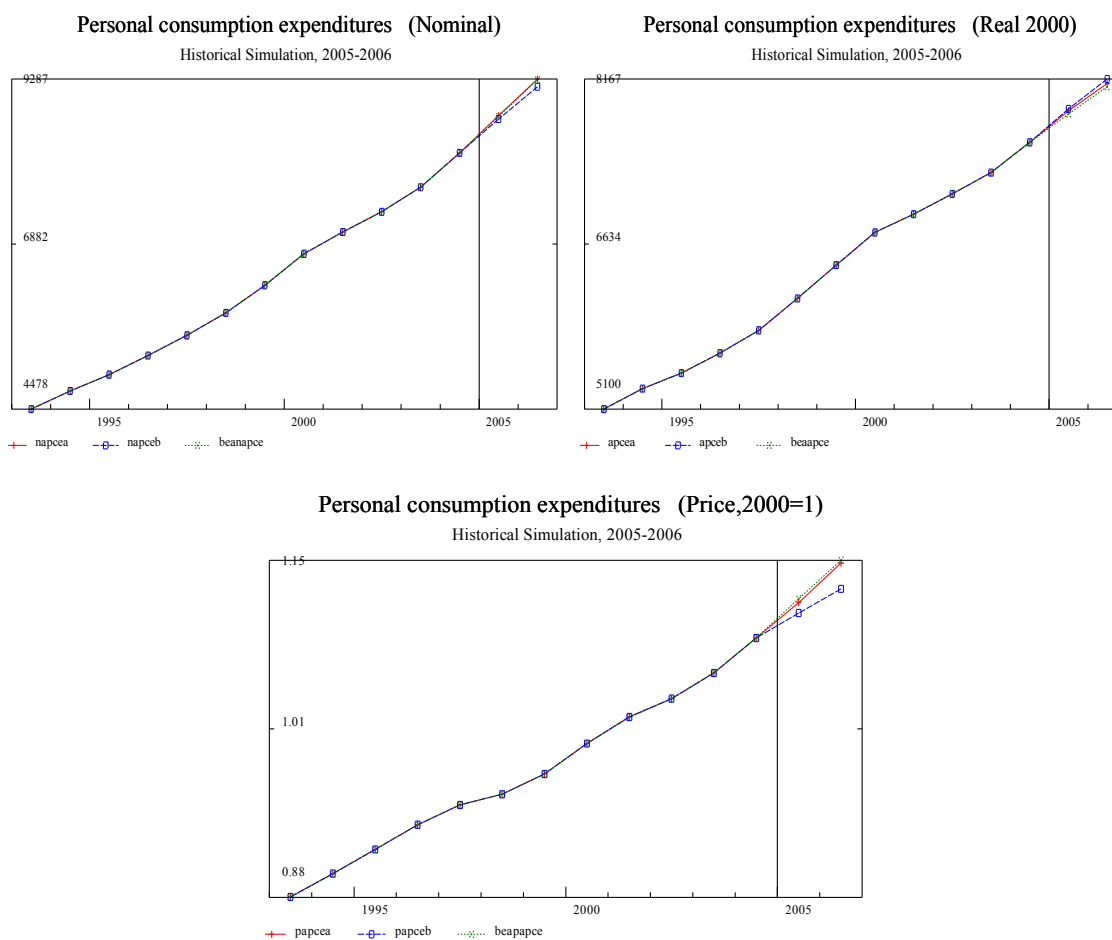 Personal consumption expenditures (Nominal)
Historical Simulation, 2005-2006
9287
6882
4478
1995 2000 2005
napcea napceb beanapce
Personal consumption expenditures (Real 2000)
Historical Simulation, 2005-2006
8167
6634
5100
1995 2000 2005
apcea apceb beaapce
Personal consumption expenditures (Price,2000=1)
Historical Simulation, 2005-2006
1.15
1.01
0.88
1995 2000 2005
papcea papceb beapapce